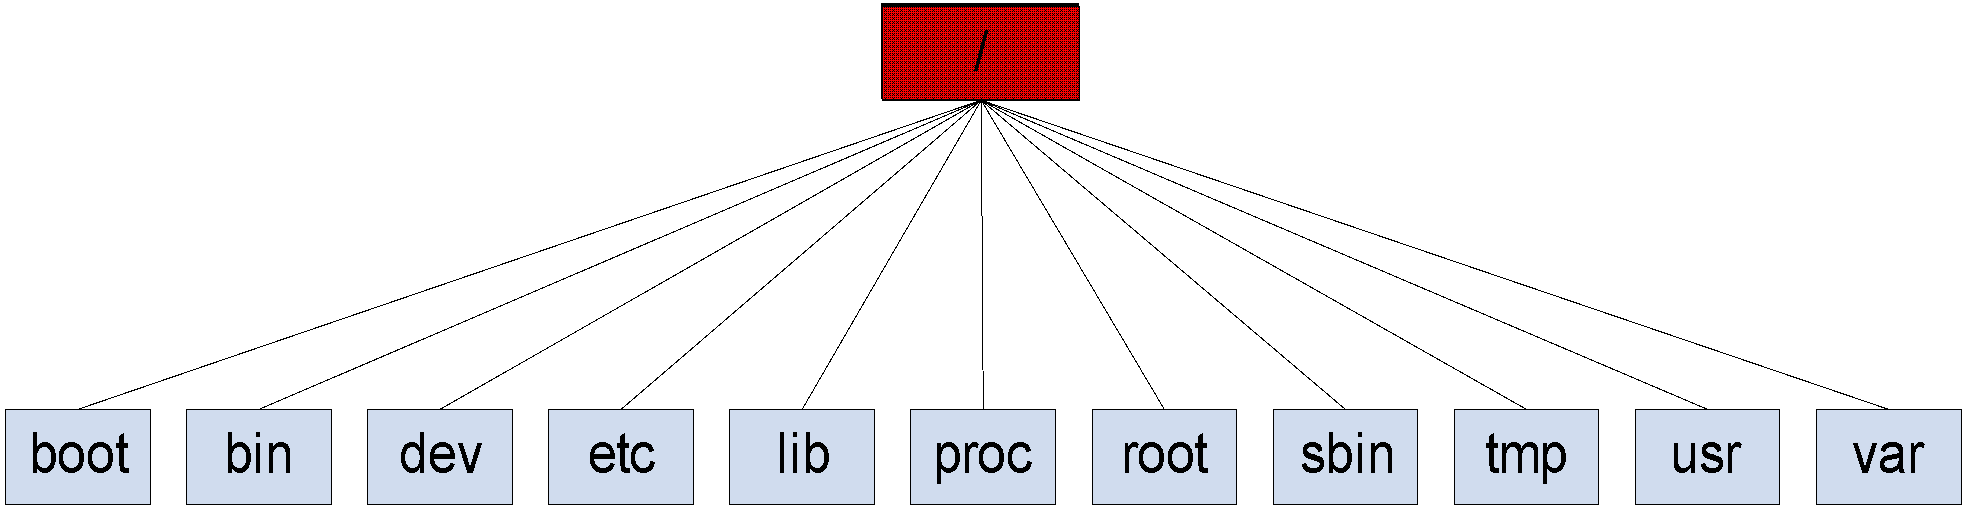 /
boot bin dev etc lib proc root sbin tmp usr var